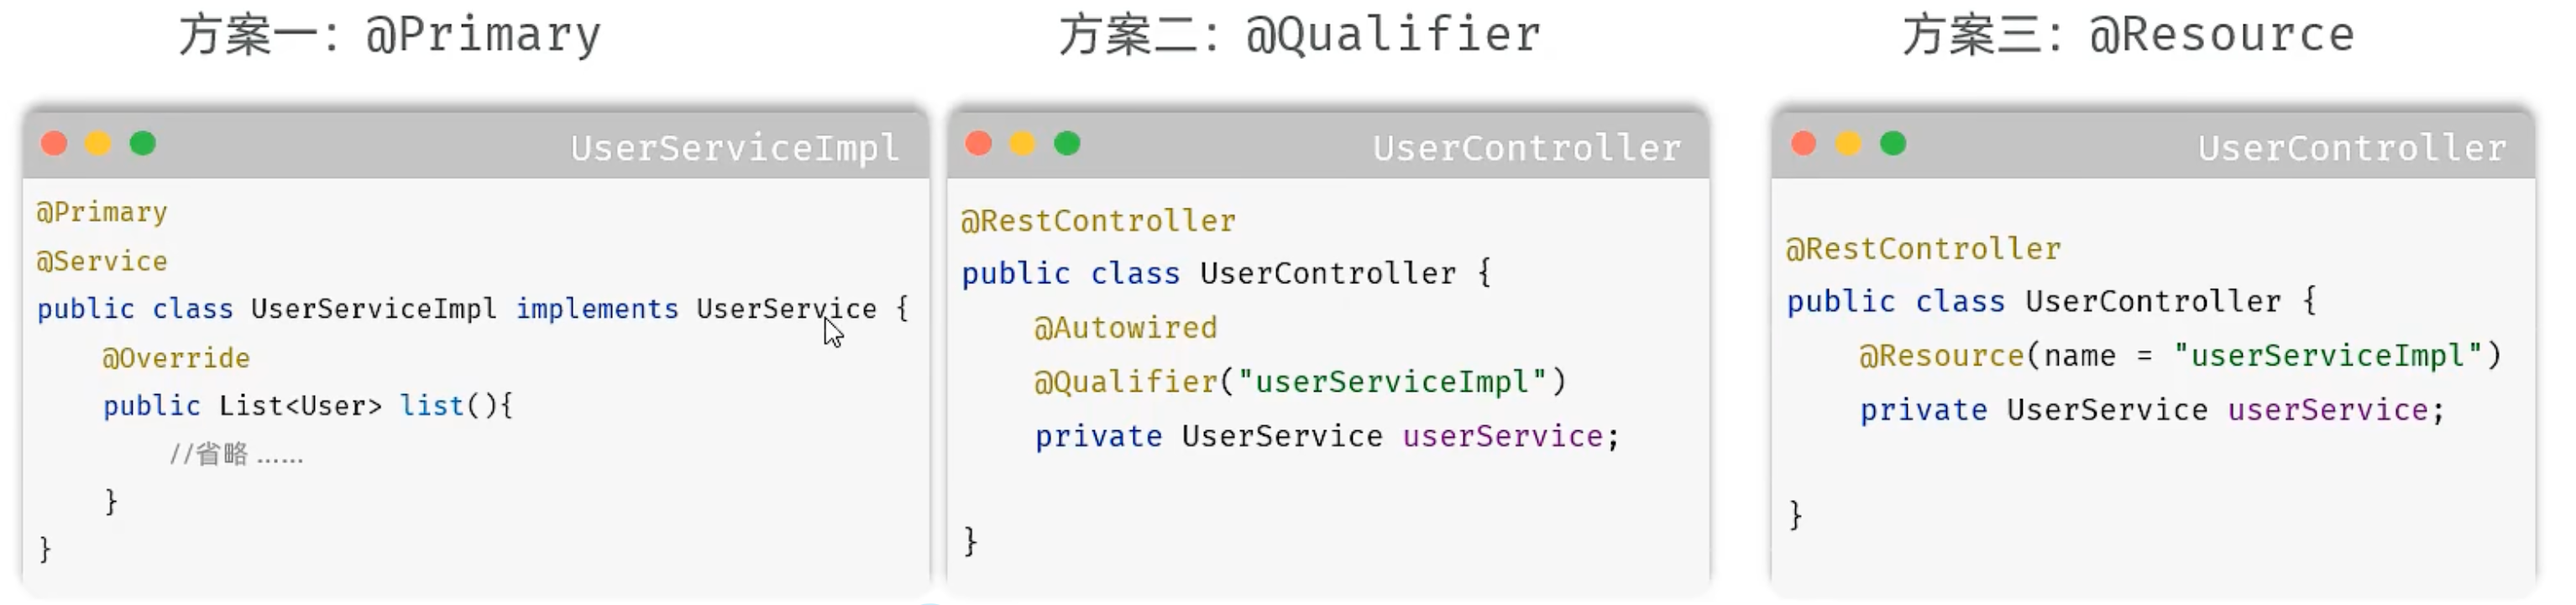 方案一：@Primary
UserServiceImpl
@Primary
@Service
public class UserServiceImpl implements UserService {
@Override
public List<User> list(){
//省略 ......
}
}
方案二：@Qualifier
UserController
@RestController
public class UserController {
@Autowired
@Qualifier("userServiceImpl")
private UserService userService;
}
方案三：@Resource
UserController
@RestController
public class UserController {
@Resource(name = "userServiceImpl")
private UserService userService;
}